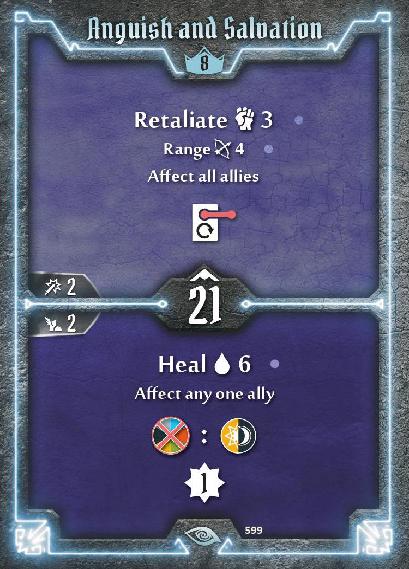 Anguish and Salvation
8
Retaliate 3
Range 4
Affect all allies
2
21
2
Heal 6
Affect any one ally
:
1
599